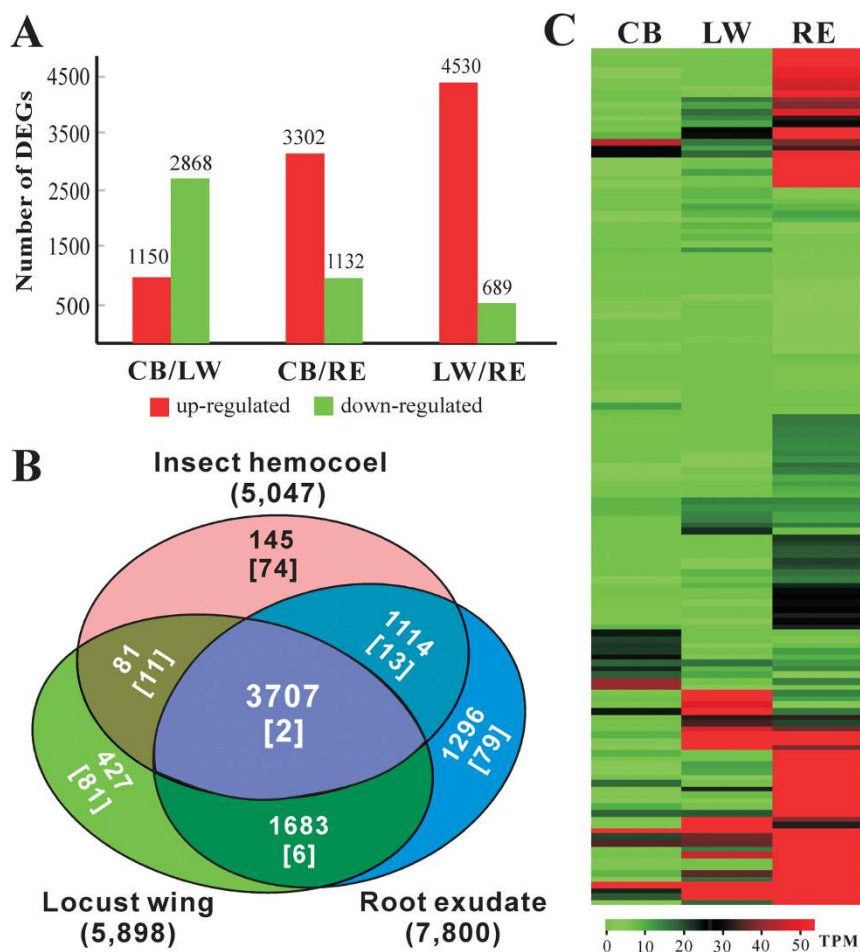 A
Number of DEGs
4500
3500
2500
1500
500
1150
2868
3302
1132
4530
689
CB/LW
CB/RE
LW/RE
up-regulated
down-regulated
B
Insect hemocoel
(5,047)
145
[74]
81
[11]
1114
[13]
3707
[2]
427
[81]
1296
[79]
1683
[6]
Locust wing
(5,898)
Root exudate
(7,800)
C
CB LW RE
0 10 20 30 40 50 TPM